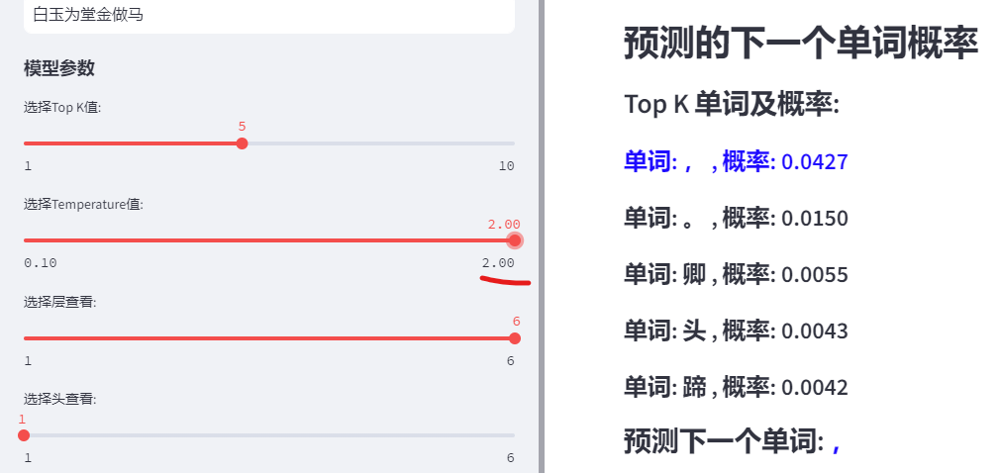 白玉为堂金做马
模型参数
选择Top K值:
5
1 10
选择Temperature值:
2.00
0.10 2.00
选择层查看:
6
1 6
选择头查看:
1
1 6
预测的下一个单词概率
Top K 单词及概率:
单词: ， , 概率: 0.0427
单词: 。 , 概率: 0.0150
单词: 卿 , 概率: 0.0055
单词: 头 , 概率: 0.0043
单词: 蹄 , 概率: 0.0042
预测下一个单词: ，